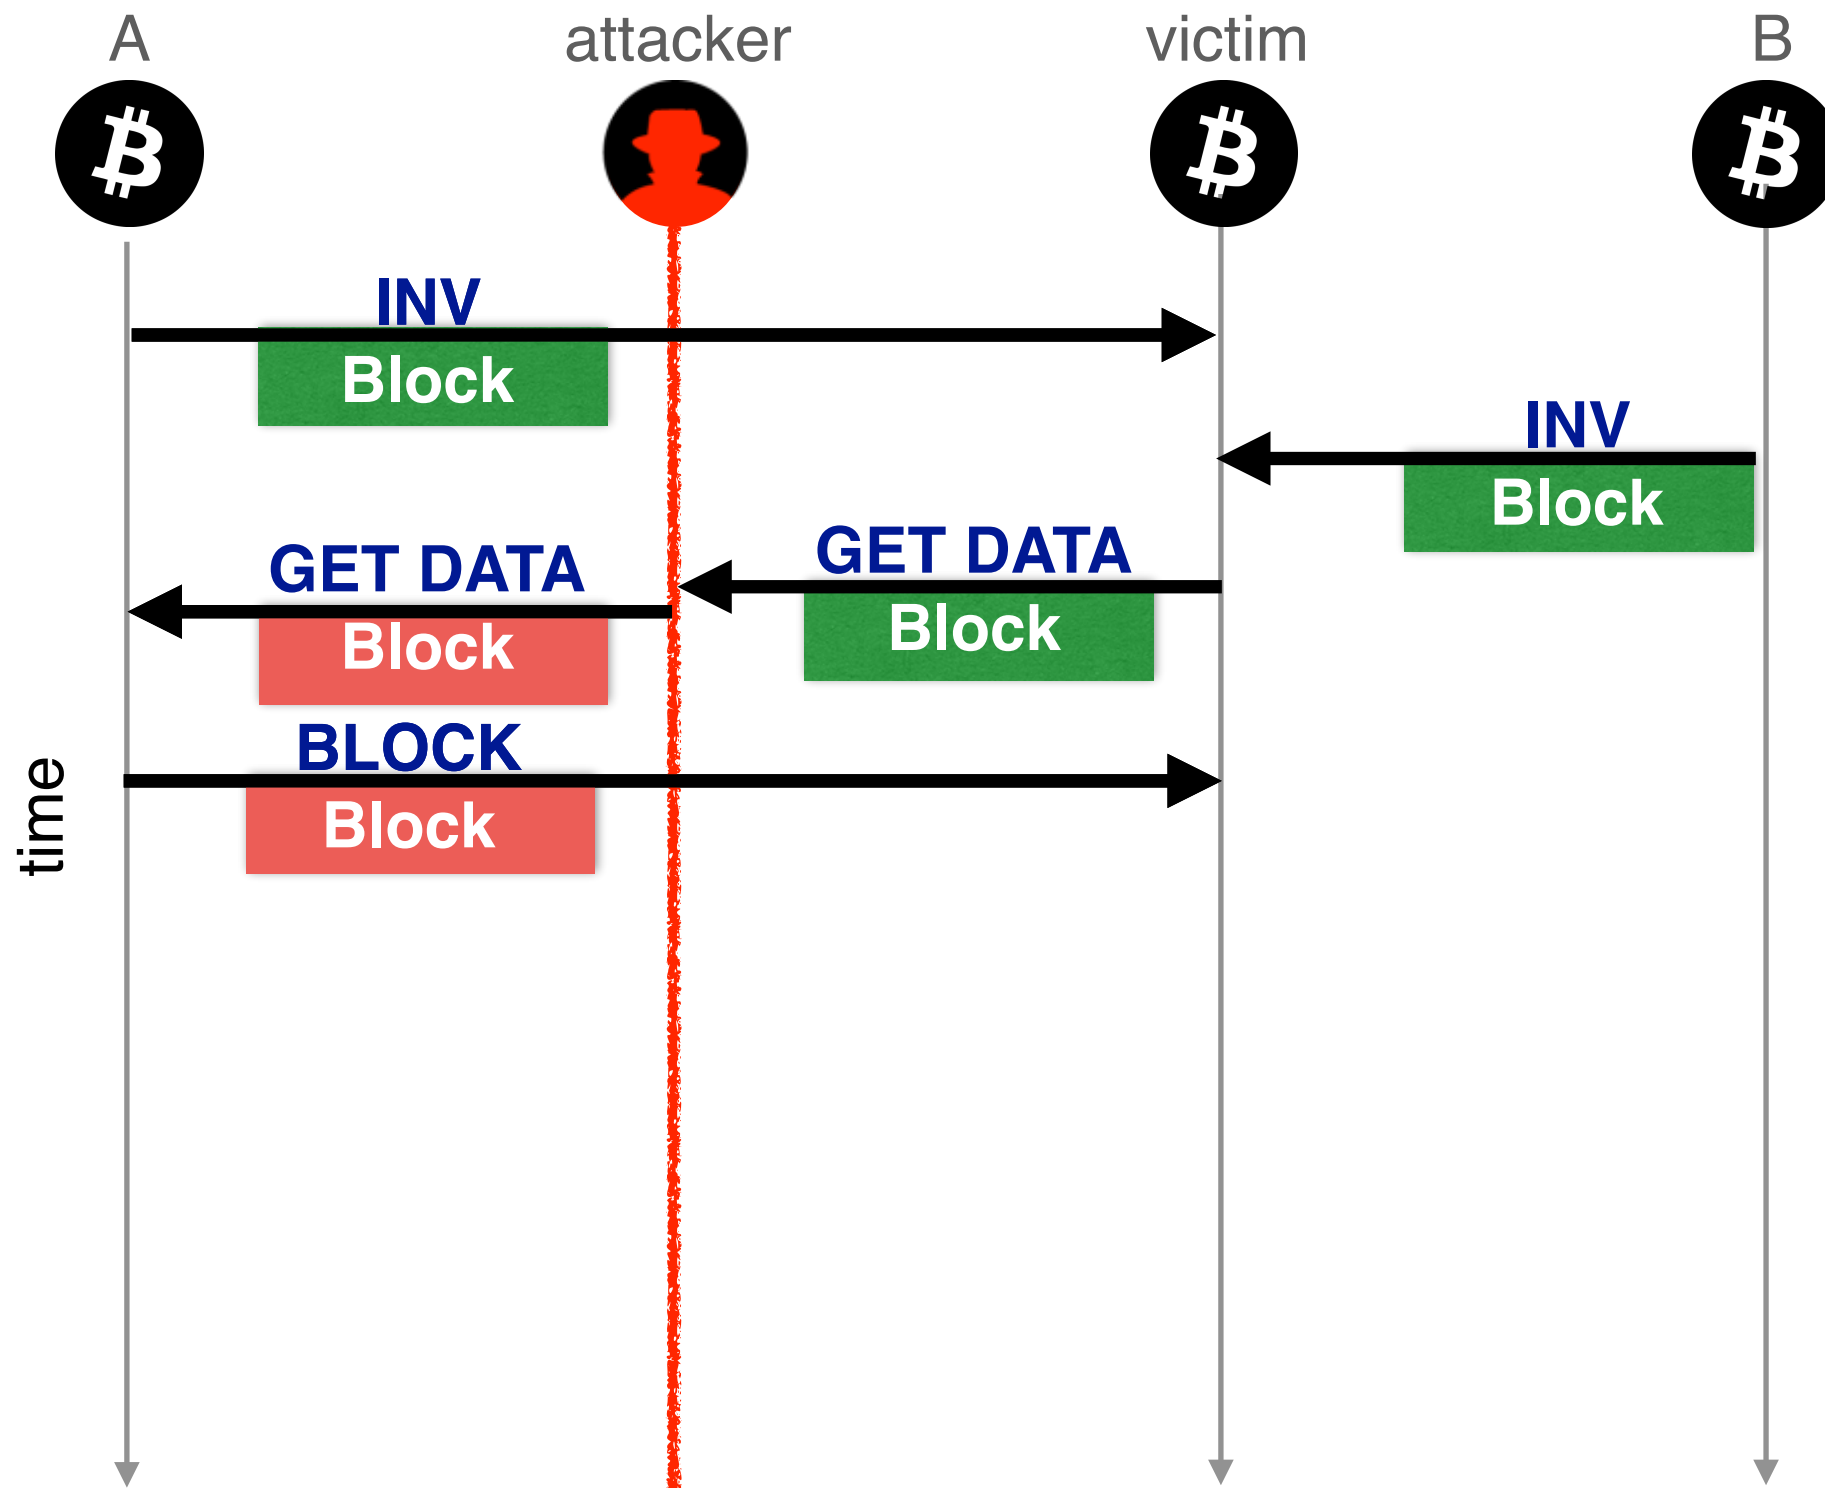 A
attacker
victim
B
INV
Block
INV
Block
GET DATA
Block
GET DATA
Block
BLOCK
Block
time